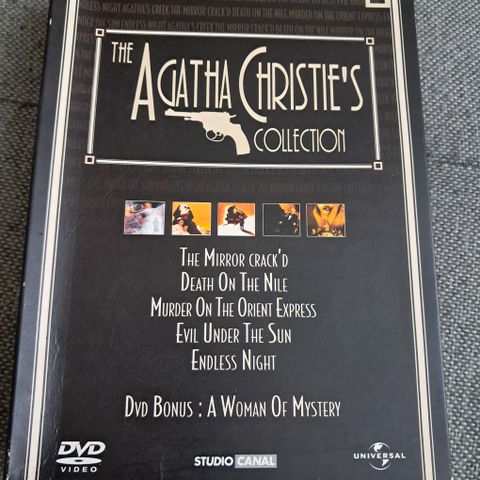 THE AGATHA CHRISTIE'S
COLLECTION
THE MIRROR CRACK'D
DEATH ON THE NILE
MURDER ON THE ORIENT EXPRESS
EVIL UNDER THE SUN
ENDLESS NIGHT
DVD BONUS : A WOMAN OF MYSTERY
DVD
VIDEO
STUDIO CANAL
UNIVERSAL